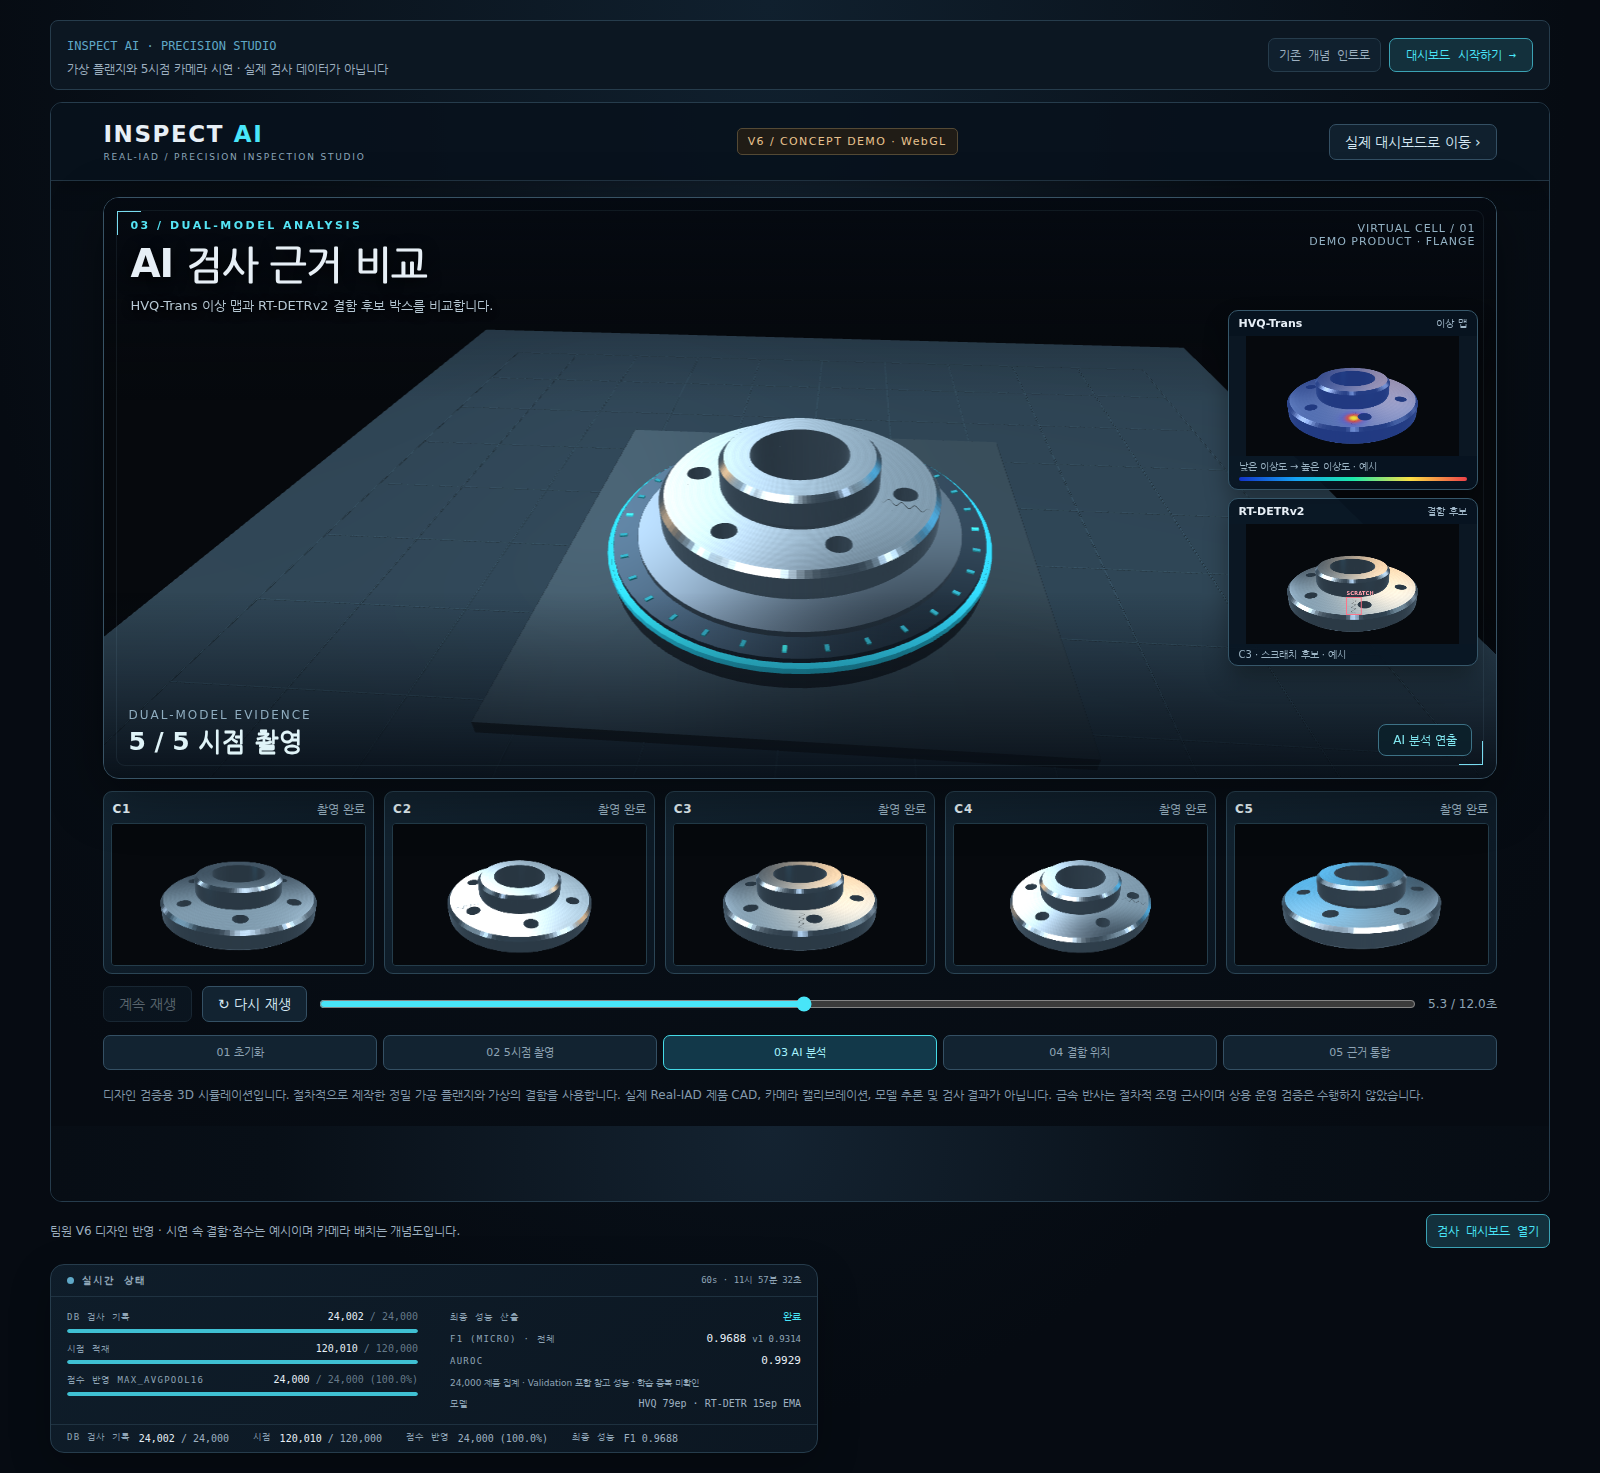 INSPECT AI · PRECISION STUDIO
가상 플랜지와 5시점 카메라 시연 · 실제 검사 데이터가 아닙니다
기존 개념 인트로
대시보드 시작하기 →
INSPECT AI
REAL-IAD / PRECISION INSPECTION STUDIO
V6 / CONCEPT DEMO · WebGL
실제 대시보드로 이동 ›
03 / DUAL-MODEL ANALYSIS
AI 검사 근거 비교
HVQ-Trans 이상 맵과 RT-DETRv2 결함 후보 박스를 비교합니다.
VIRTUAL CELL / 01
DEMO PRODUCT · FLANGE
HVQ-Trans 이상 맵
낮은 이상도 → 높은 이상도 · 예시
RT-DETRv2 결함 후보
SCRATCH
C3 · 스크래치 후보 · 예시
DUAL-MODEL EVIDENCE
5 / 5 시점 촬영
AI 분석 연출
C1 촬영 완료
C2 촬영 완료
C3 촬영 완료
C4 촬영 완료
C5 촬영 완료
계속 재생
↻ 다시 재생
5.3 / 12.0초
01 초기화
02 5시점 촬영
03 AI 분석
04 결함 위치
05 근거 통합
디자인 검증용 3D 시뮬레이션입니다. 절차적으로 제작한 정밀 가공 플랜지와 가상의 결함을 사용합니다. 실제 Real-IAD 제품 CAD, 카메라 캘리브레이션, 모델 추론 및 검사 결과가 아닙니다. 금속 반사는 절차적 조명 근사이며 상용 운영 검증은 수행하지 않았습니다.
팀원 V6 디자인 반영 · 시연 속 결함·점수는 예시이며 카메라 배치는 개념도입니다.
검사 대시보드 열기
실시간 상태
60s · 11시 57분 32초
DB 검사 기록 24,002 / 24,000
시점 적재 120,010 / 120,000
점수 반영 MAX_AVGPOOL16 24,000 / 24,000 (100.0%)
최종 성능 산출 완료
F1 (MICRO) · 전체 0.9688 v1 0.9314
AUROC 0.9929
24,000 제품 집계 · Validation 포함 참고 성능 · 학습 중복 미확인
모델 HVQ 79ep · RT-DETR 15ep EMA
DB 검사 기록 24,002 / 24,000 시점 120,010 / 120,000 점수 반영 24,000 (100.0%) 최종 성능 F1 0.9688